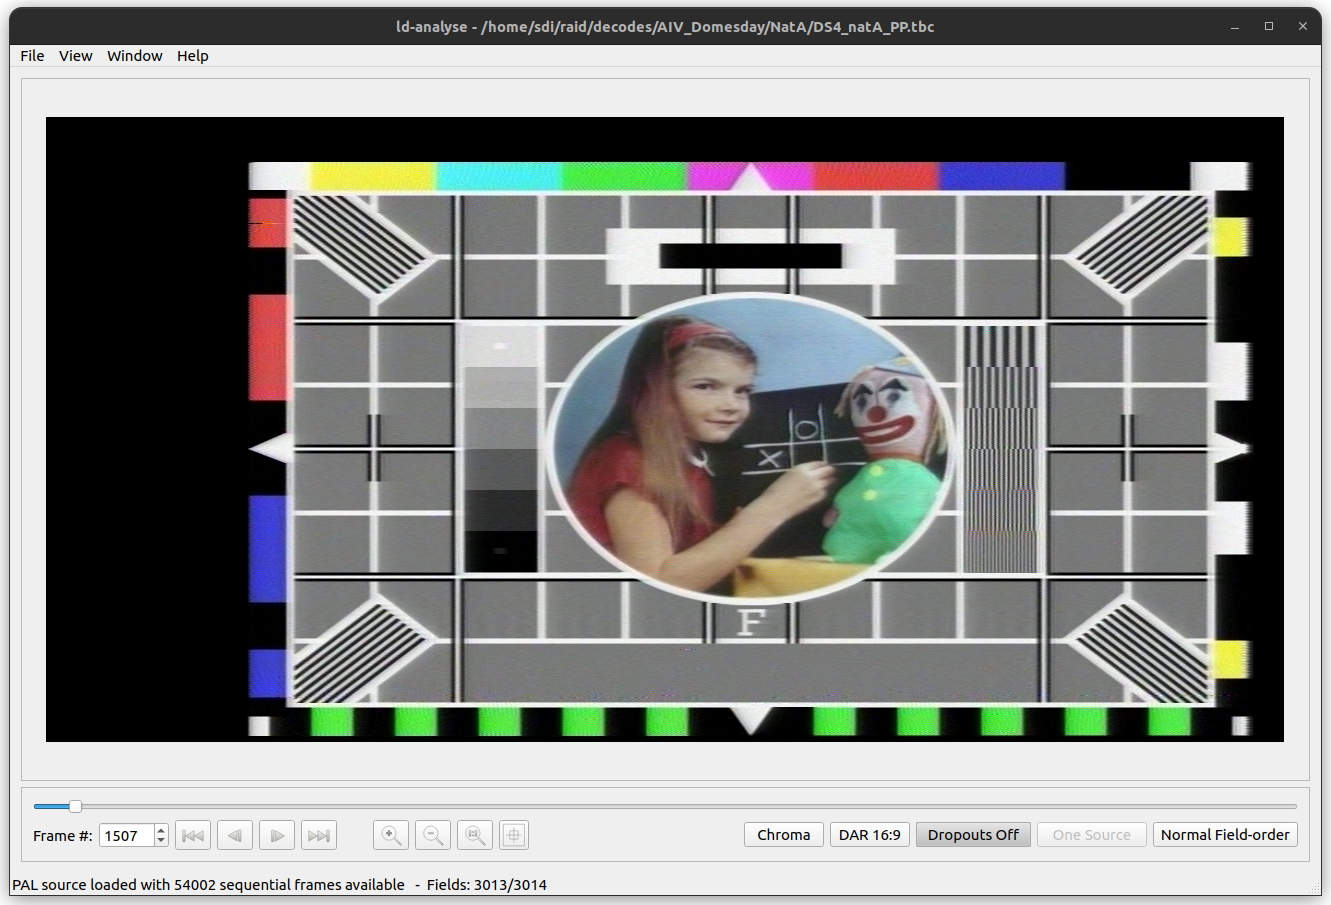 ld-analyse - /home/sdi/raid/decodes/AIV_Domesday/NatA/DS4_natA_PP.tbc
File View Window Help
O
X
F
Frame #: 1507
1:1
Chroma DAR 16:9 Dropouts Off One Source Normal Field-order
PAL source loaded with 54002 sequential frames available - Fields: 3013/3014